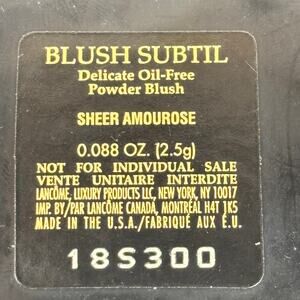 BLUSH SUBTIL
Delicate Oil-Free
Powder Blush
SHEER AMOUROSE
0.088 OZ. (2.5g)
NOT FOR INDIVIDUAL SALE
VENTE UNITAIRE INTERDITE
LANCÔME, LUXURY PRODUCTS LLC, NEW YORK, NY 10017
IMP. BY/PAR LANCÔME CANADA, MONTRÉAL H4T 1K5
MADE IN THE U.S.A./FABRIQUÉ AUX É.U.
18S300